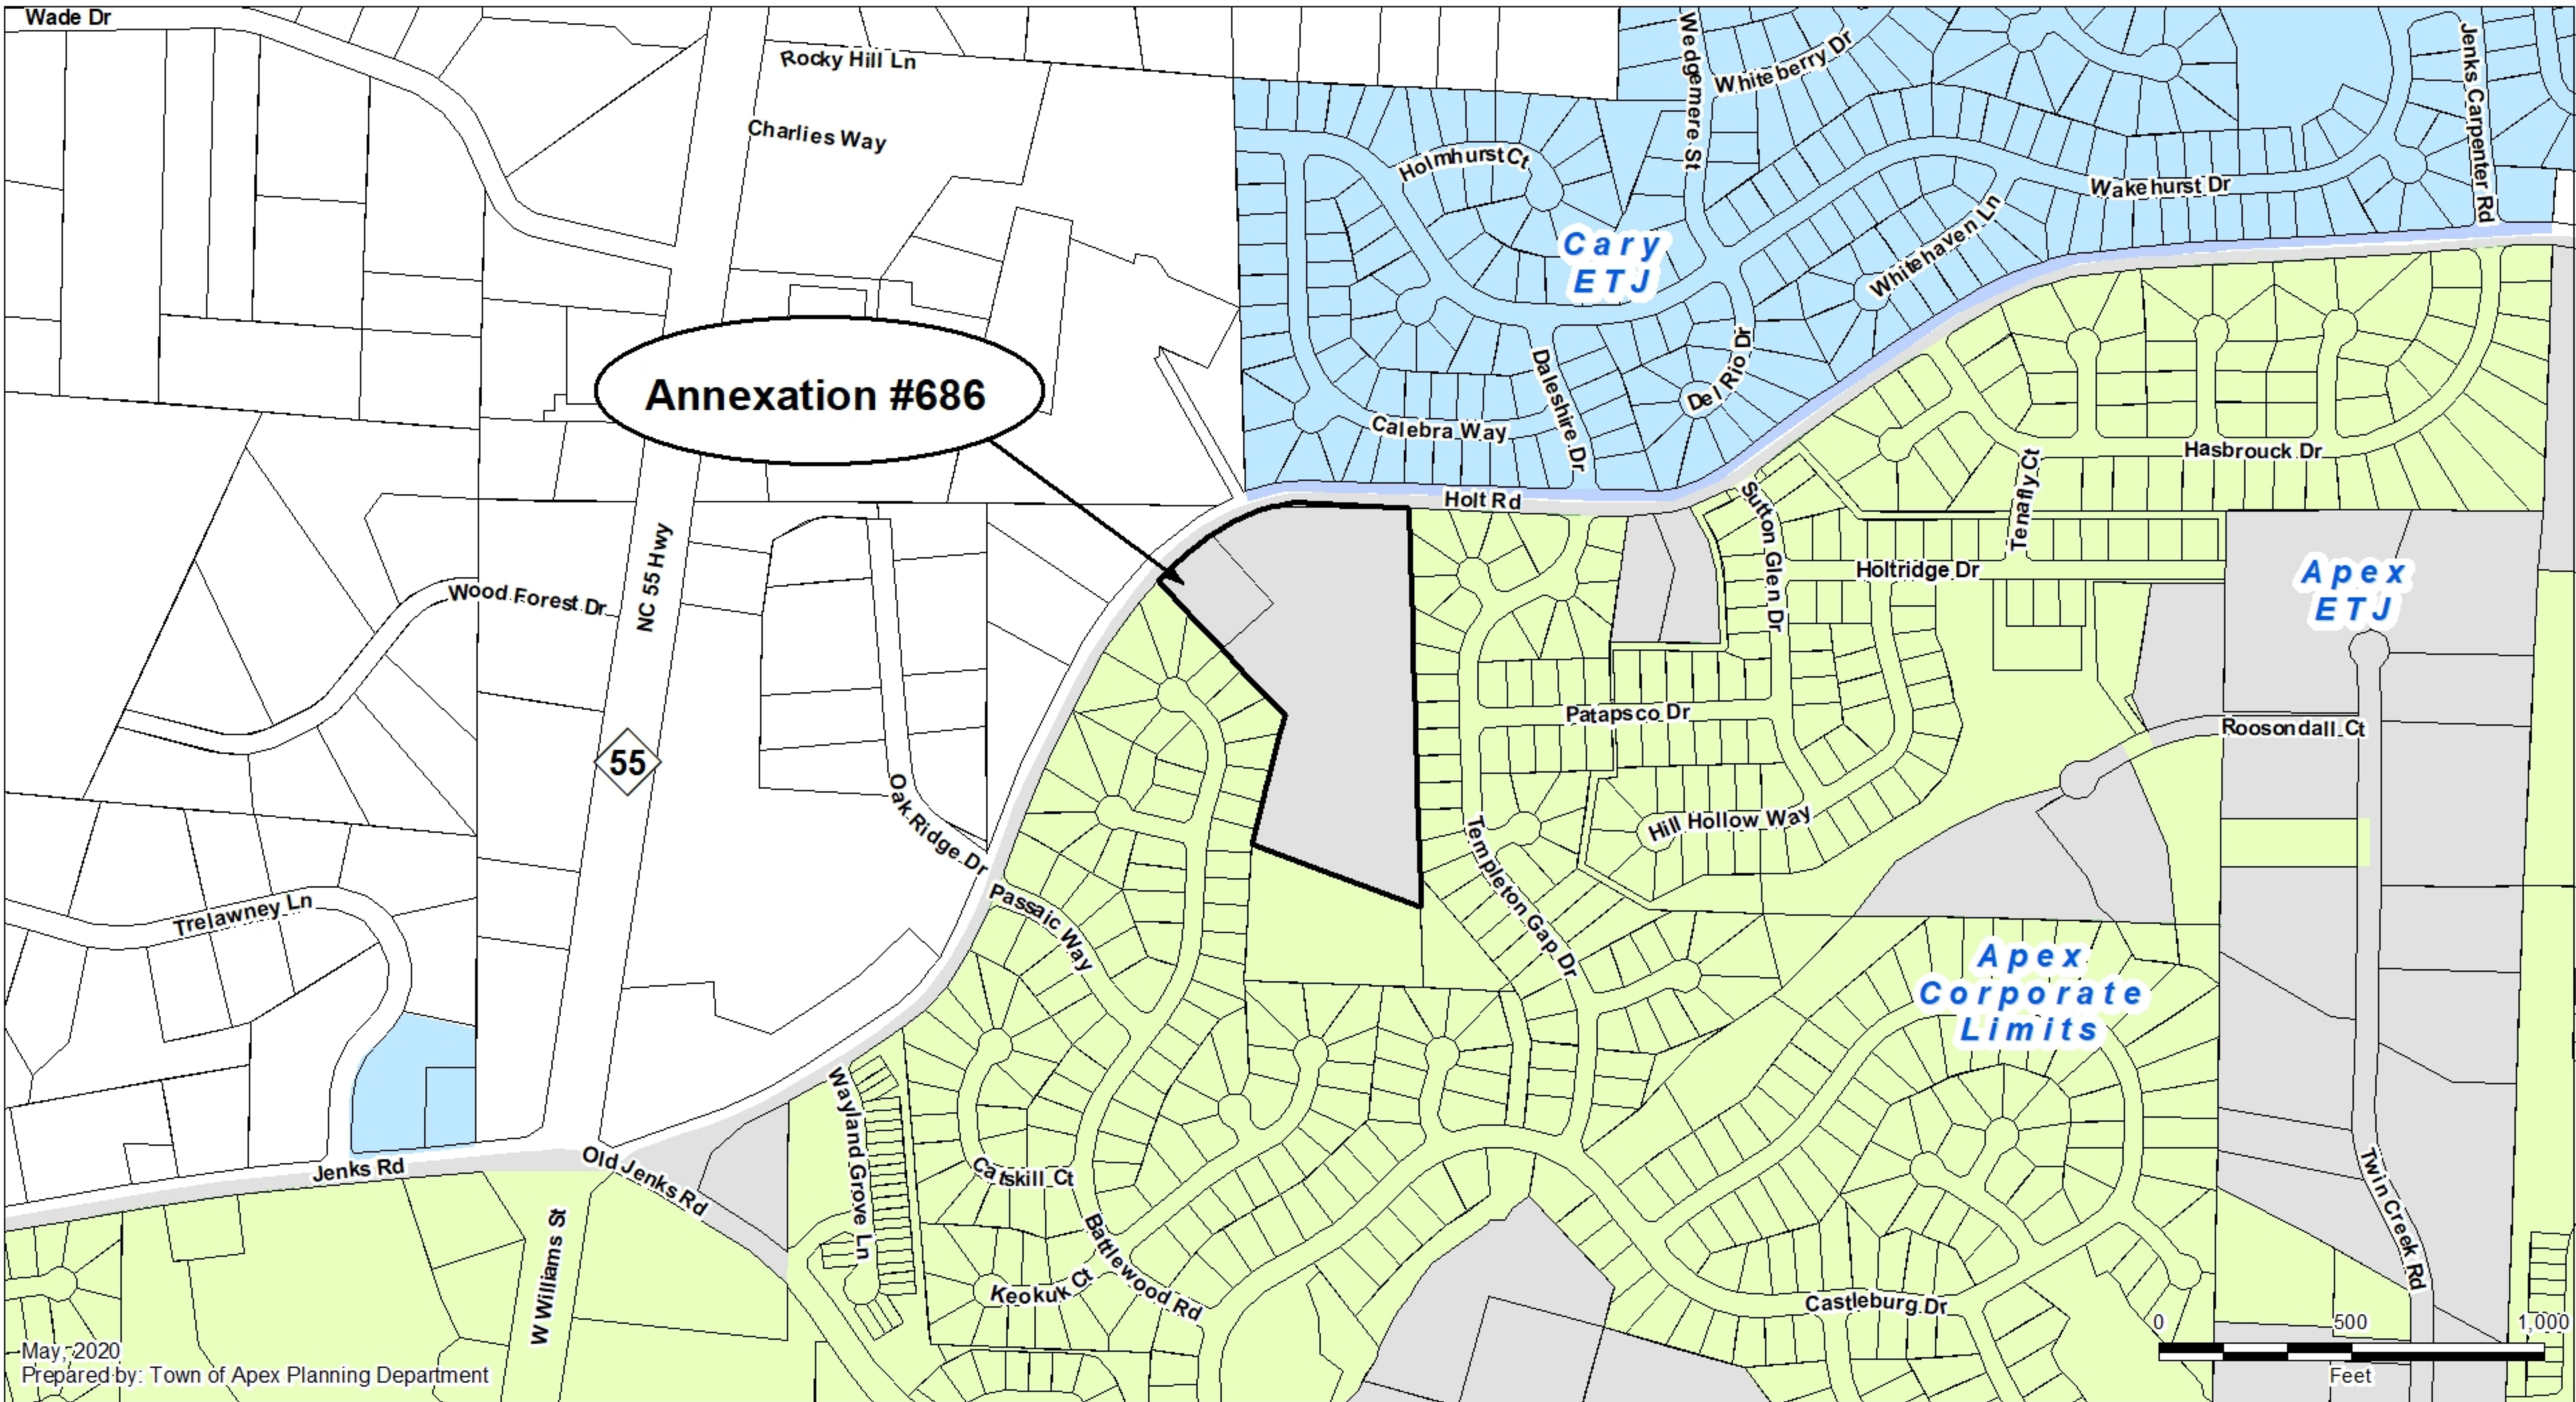 Wade Dr
Rocky Hill Ln
Charlies Way
Wedgemere St
Whiteberry Dr
Jenks Carpenter Rd
Holmhurst Ct
Wakehurst Dr
Whitehaven Ln
Cary
ETJ
Annexation #686
Daleshire Dr
Del Rio Dr
Calebra Way
Holt Rd
Hasbrouck Dr
Tenafly Ct
Sutton Glen Dr
Holtridge Dr
Apex
ETJ
NC 55 Hwy
Wood Forest Dr
Patapsco Dr
Roosondall Ct
55
Oak Ridge Dr
Hill Hollow Way
Templeton Gap Dr
Trelawney Ln
Passaic Way
Apex
Corporate
Limits
Wayland Grove Ln
Jenks Rd
Old Jenks Rd
Catskill Ct
Twin Creek Rd
W Williams St
Battlewood Rd
Keokuk Ct
Castleburg Dr
0 500 1,000
Feet
May, 2020
Prepared by: Town of Apex Planning Department